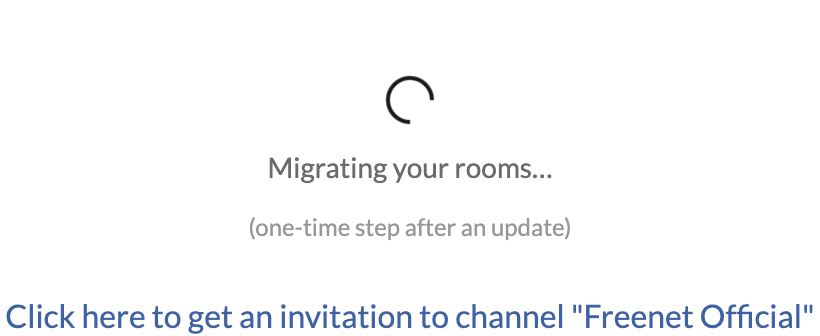 Migrating your rooms...
(one-time step after an update)
Click here to get an invitation to channel "Freenet Official"